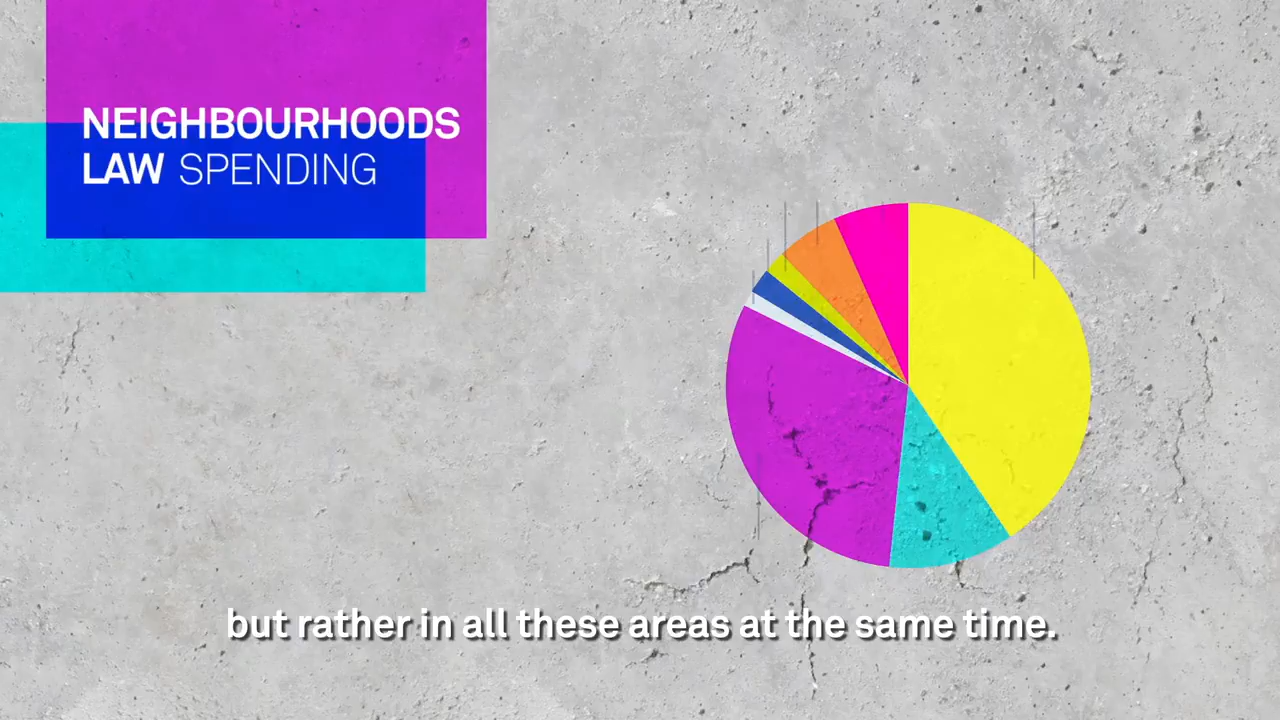 NEIGHBOURHOODS
LAW SPENDING
but rather in all these areas at the same time.